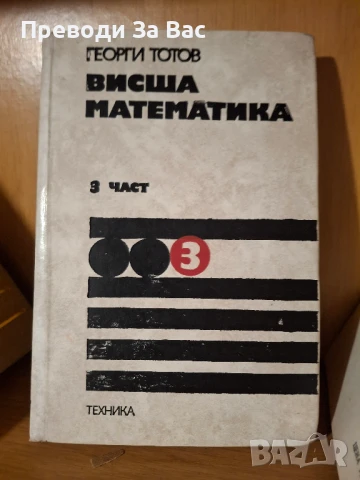 Преводи За Вас
ГЕОРГИ ТОТОВ
ВИСША
МАТЕМАТИКА
3 ЧАСТ
3
ТЕХНИКА
BAZAR